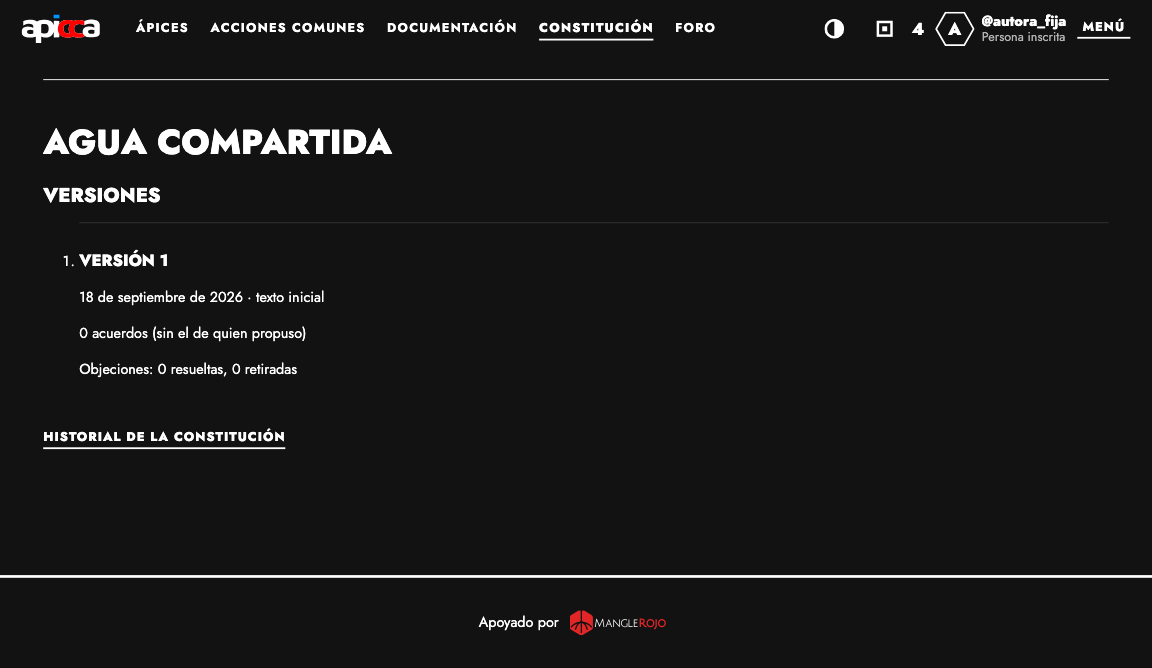 apicca
ÁPICES
ACCIONES COMUNES
DOCUMENTACIÓN
CONSTITUCIÓN
FORO
4
A
@autora_fija
Persona inscrita
MENÚ
AGUA COMPARTIDA
VERSIONES
1. VERSIÓN 1
18 de septiembre de 2026 · texto inicial
0 acuerdos (sin el de quien propuso)
Objeciones: 0 resueltas, 0 retiradas
HISTORIAL DE LA CONSTITUCIÓN
Apoyado por MANGLEROJO